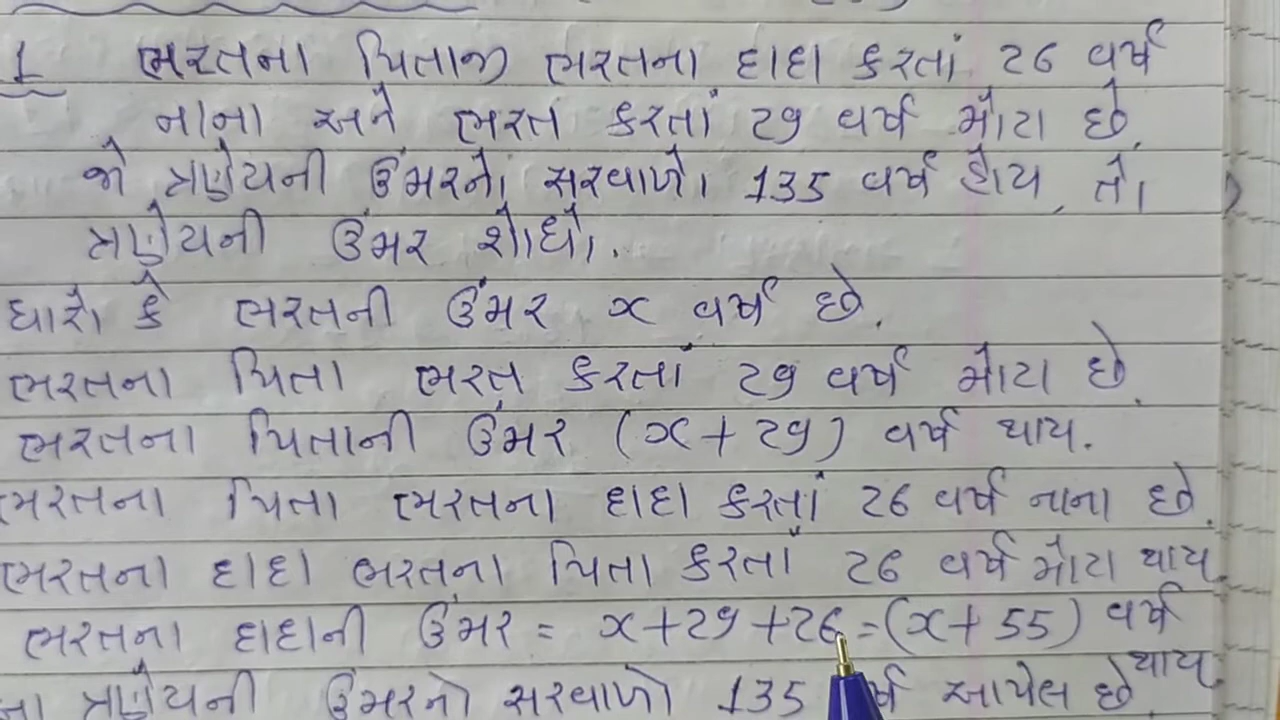 1 ભરતના પિતાજી ભરતના દાદા કરતાં 26 વર્ષ
નાના અને ભરત કરતાં 29 વર્ષ મોટા છે.
જો ત્રણેયની ઉંમરનો સરવાળો 135 વર્ષ હોય, તો
ત્રણેયની ઉંમર શોધો.
ધારો કે ભરતની ઉંમર x વર્ષ છે.
ભરતના પિતા ભરત કરતાં 29 વર્ષ મોટા છે.
ભરતના પિતાની ઉંમર (x + 29) વર્ષ થાય.
ભરતના પિતા ભરતના દાદા કરતાં 26 વર્ષ નાના છે.
ભરતના દાદા ભરતના પિતા કરતાં 26 વર્ષ મોટા થાય.
ભરતના દાદાની ઉંમર = x + 29 + 26 = (x + 55) વર્ષ થાય.
ત્રણેયની ઉંમરનો સરવાળો 135 આપેલ છે